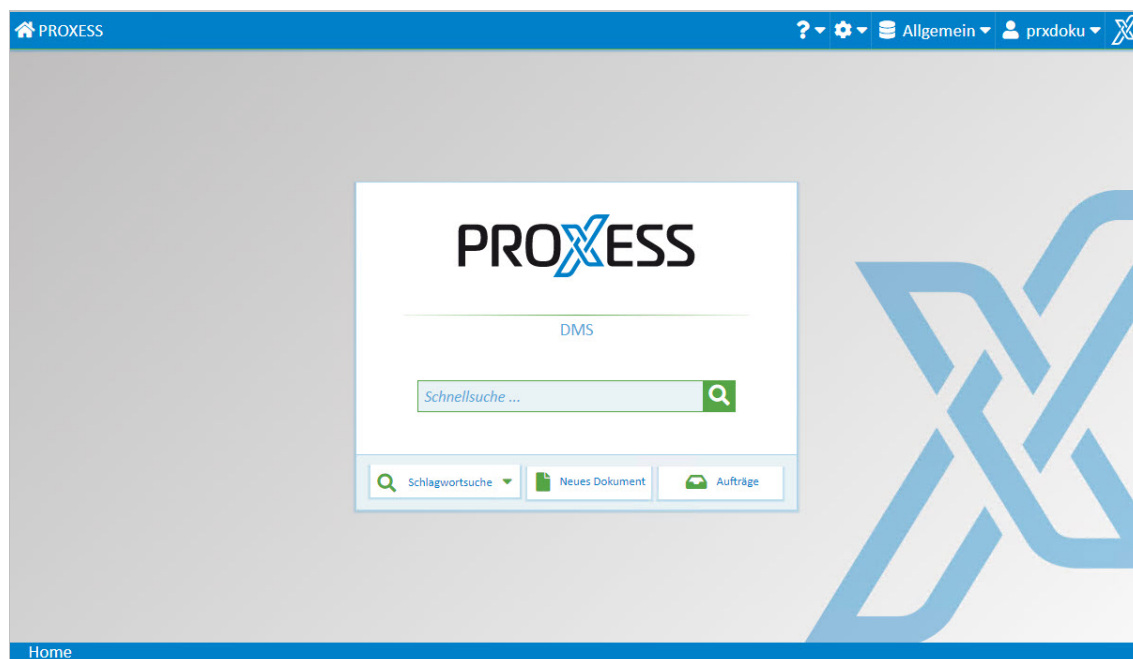 PROXESS ? Allgemein prxdoku
PROXESS
DMS
Schnellsuche ...
Schlagwortsuche Neues Dokument Aufträge
Home